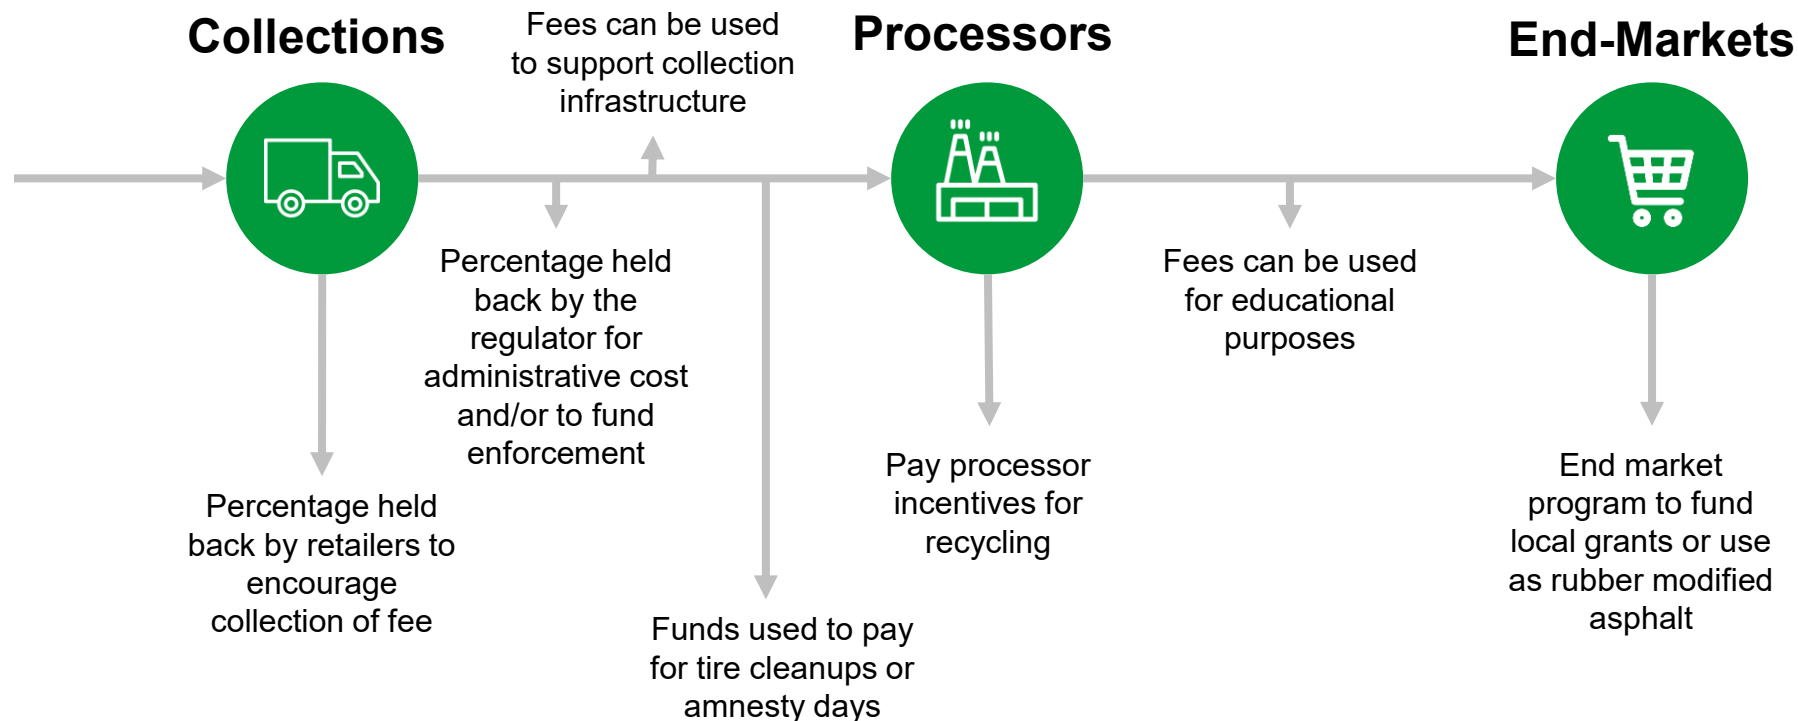 Collections
Fees can be used
to support collection
infrastructure
Processors
End-Markets
Percentage held
back by the
regulator for
administrative cost
and/or to fund
enforcement
Fees can be used
for educational
purposes
Percentage held
back by retailers to
encourage
collection of fee
Pay processor
incentives for
recycling
End market
program to fund
local grants or use
as rubber modified
asphalt
Funds used to pay
for tire cleanups or
amnesty days